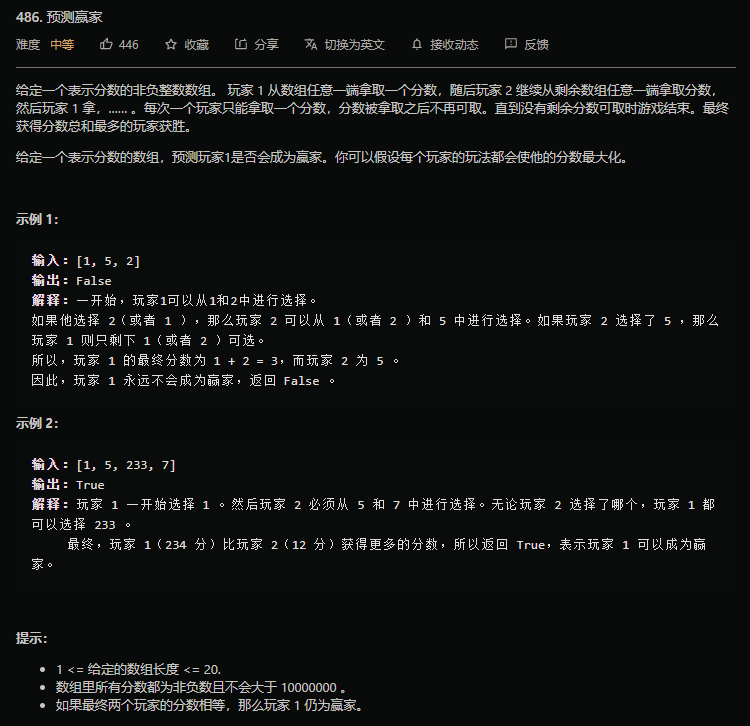 486. 预测赢家
难度 中等 446 收藏 分享 切换为英文 接收动态 反馈
给定一个表示分数的非负整数数组。 玩家 1 从数组任意一端拿取一个分数，随后玩家 2 继续从剩余数组任意一端拿取分数，
然后玩家 1 拿，…… 。每次一个玩家只能拿取一个分数，分数被拿取之后不再可取。直到没有剩余分数可取时游戏结束。最终
获得分数总和最多的玩家获胜。
给定一个表示分数的数组，预测玩家1是否会成为赢家。你可以假设每个玩家的玩法都会使他的分数最大化。
示例 1：
输入：[1, 5, 2]
输出：False
解释：一开始，玩家1可以从1和2中进行选择。
如果他选择 2（或者 1 ），那么玩家 2 可以从 1（或者 2 ）和 5 中进行选择。如果玩家 2 选择了 5 ，那么
玩家 1 则只剩下 1（或者 2 ）可选。
所以，玩家 1 的最终分数为 1 + 2 = 3，而玩家 2 为 5 。
因此，玩家 1 永远不会成为赢家，返回 False 。
示例 2：
输入：[1, 5, 233, 7]
输出：True
解释：玩家 1 一开始选择 1 。然后玩家 2 必须从 5 和 7 中进行选择。无论玩家 2 选择了哪个，玩家 1 都
可以选择 233 。
最终，玩家 1（234 分）比玩家 2（12 分）获得更多的分数，所以返回 True，表示玩家 1 可以成为赢
家。
提示：
• 1 <= 给定的数组长度 <= 20.
• 数组里所有分数都为非负数且不会大于 10000000 。
• 如果最终两个玩家的分数相等，那么玩家 1 仍为赢家。